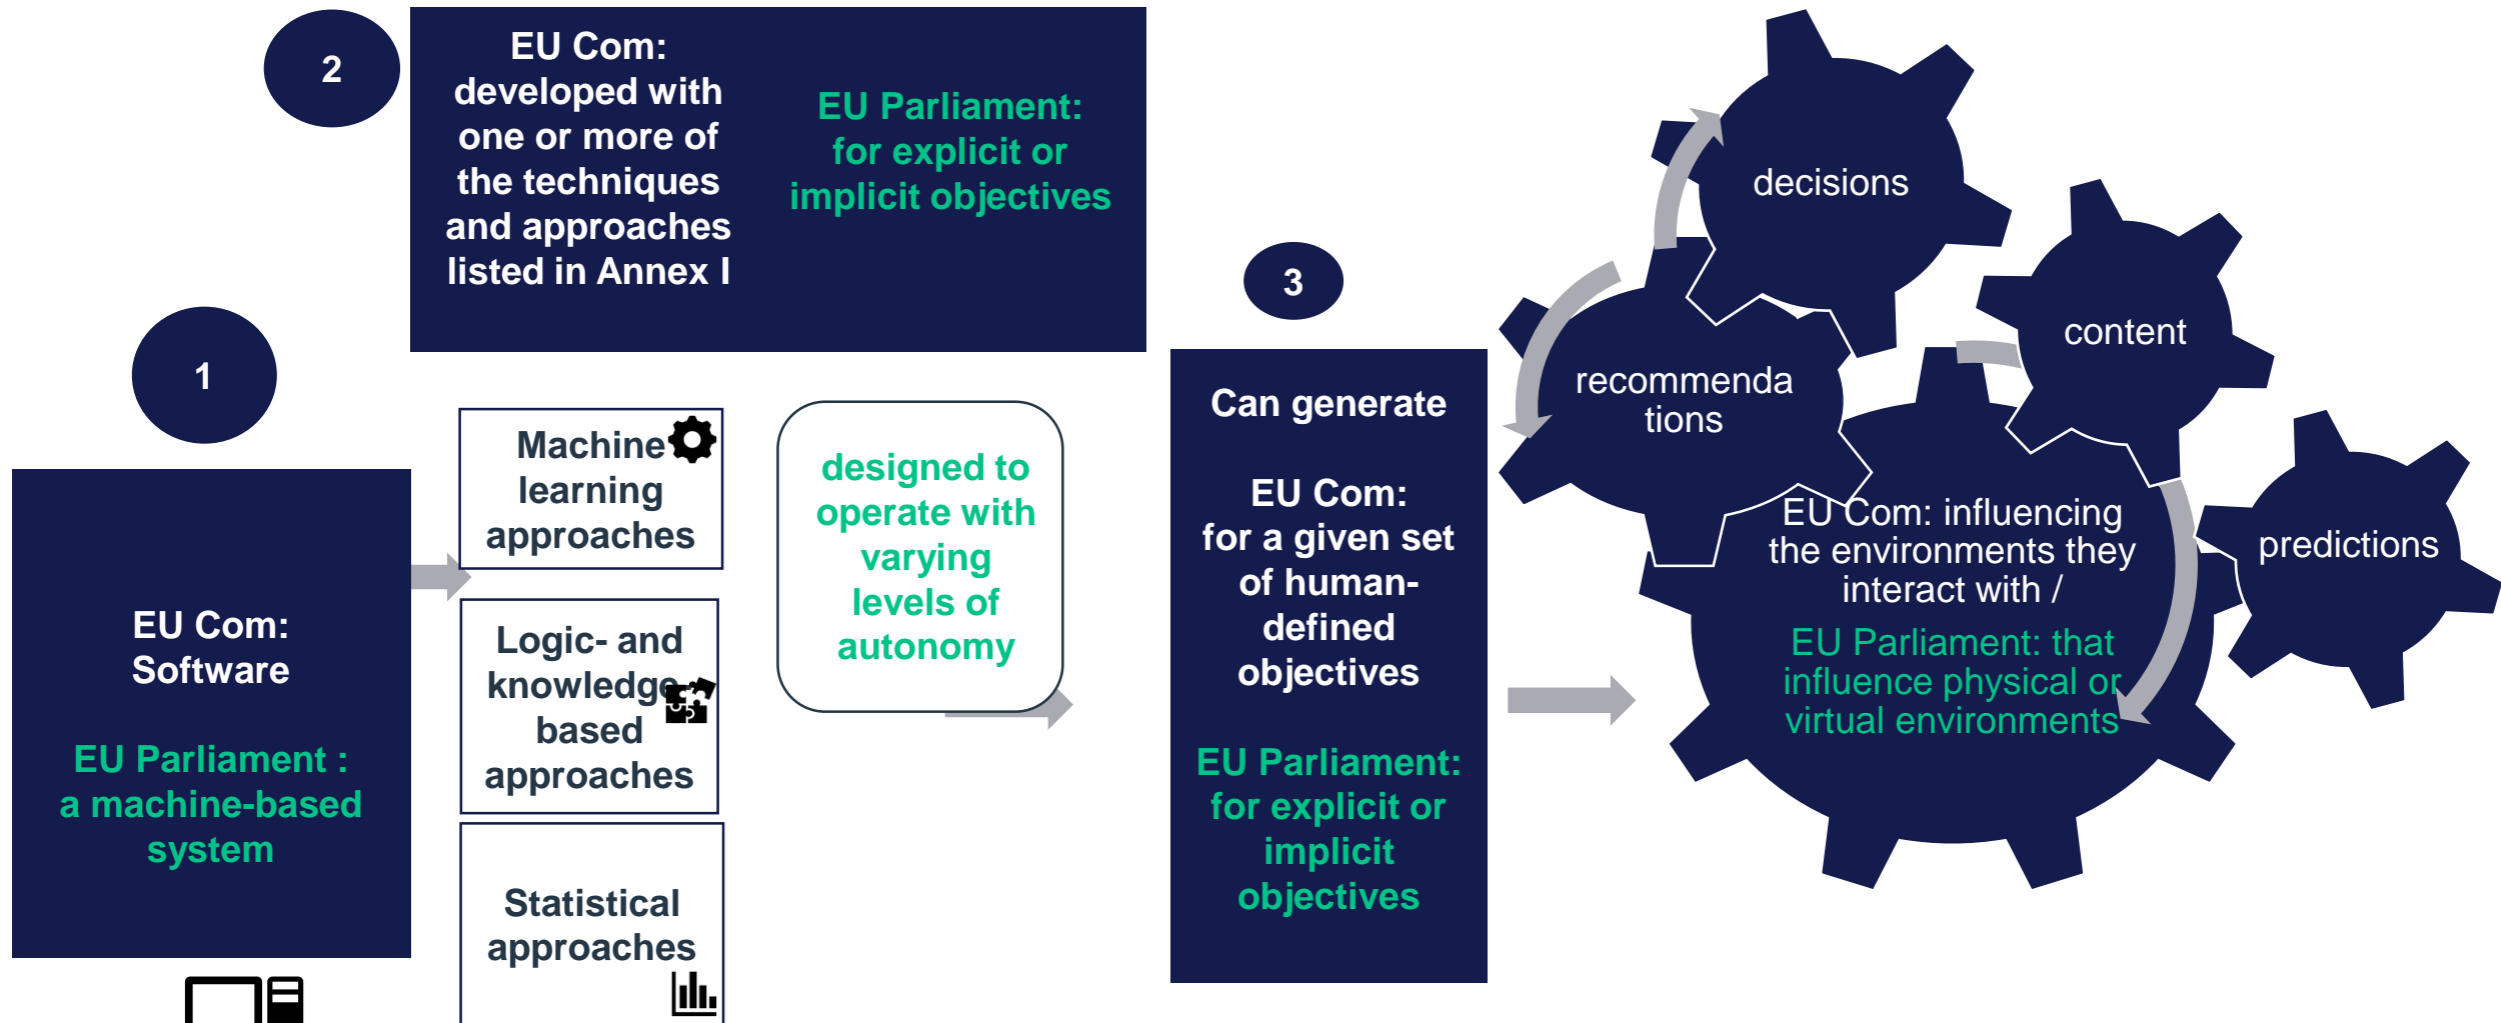 2
EU Com:
developed with
one or more of
the techniques
and approaches
listed in Annex I
EU Parliament:
for explicit or
implicit objectives
1
EU Com:
Software
EU Parliament :
a machine-based
system
Machine
learning
approaches
Logic- and
knowledge-
based
approaches
Statistical
approaches
designed to
operate with
varying
levels of
autonomy
3
Can generate
EU Com:
for a given set
of human-
defined
objectives
EU Parliament:
for explicit or
implicit
objectives
decisions
content
recommenda
tions
predictions
EU Com: influencing
the environments they
interact with /
EU Parliament: that
influence physical or
virtual environments